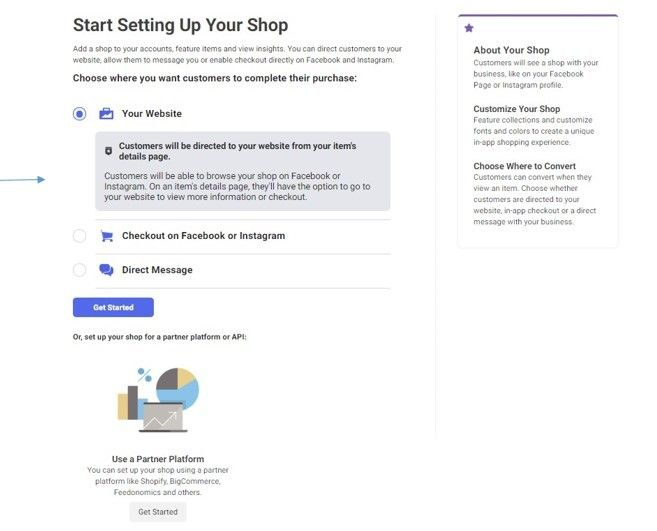 Start Setting Up Your Shop
Add a shop to your accounts, feature items and view insights. You can direct customers to your
website, allow them to message you or enable checkout directly on Facebook and Instagram.
Choose where you want customers to complete their purchase:
Your Website
Customers will be directed to your website from your item's
details page.
Customers will be able to browse your shop on Facebook or
Instagram. On an item's details page, they'll have the option to go to
your website to view more information or checkout.
Checkout on Facebook or Instagram
Direct Message
Get Started
Or, set up your shop for a partner platform or API:
%
Use a Partner Platform
You can set up your shop using a partner
platform like Shopify, BigCommerce,
Feedonomics and others.
Get Started
About Your Shop
Customers will see a shop with your
business, like on your Facebook
Page or Instagram profile.
Customize Your Shop
Feature collections and customize
fonts and colors to create a unique
in-app shopping experience.
Choose Where to Convert
Customers can convert when they
view an item. Choose whether
customers are directed to your
website, in-app checkout or a direct
message with your business.